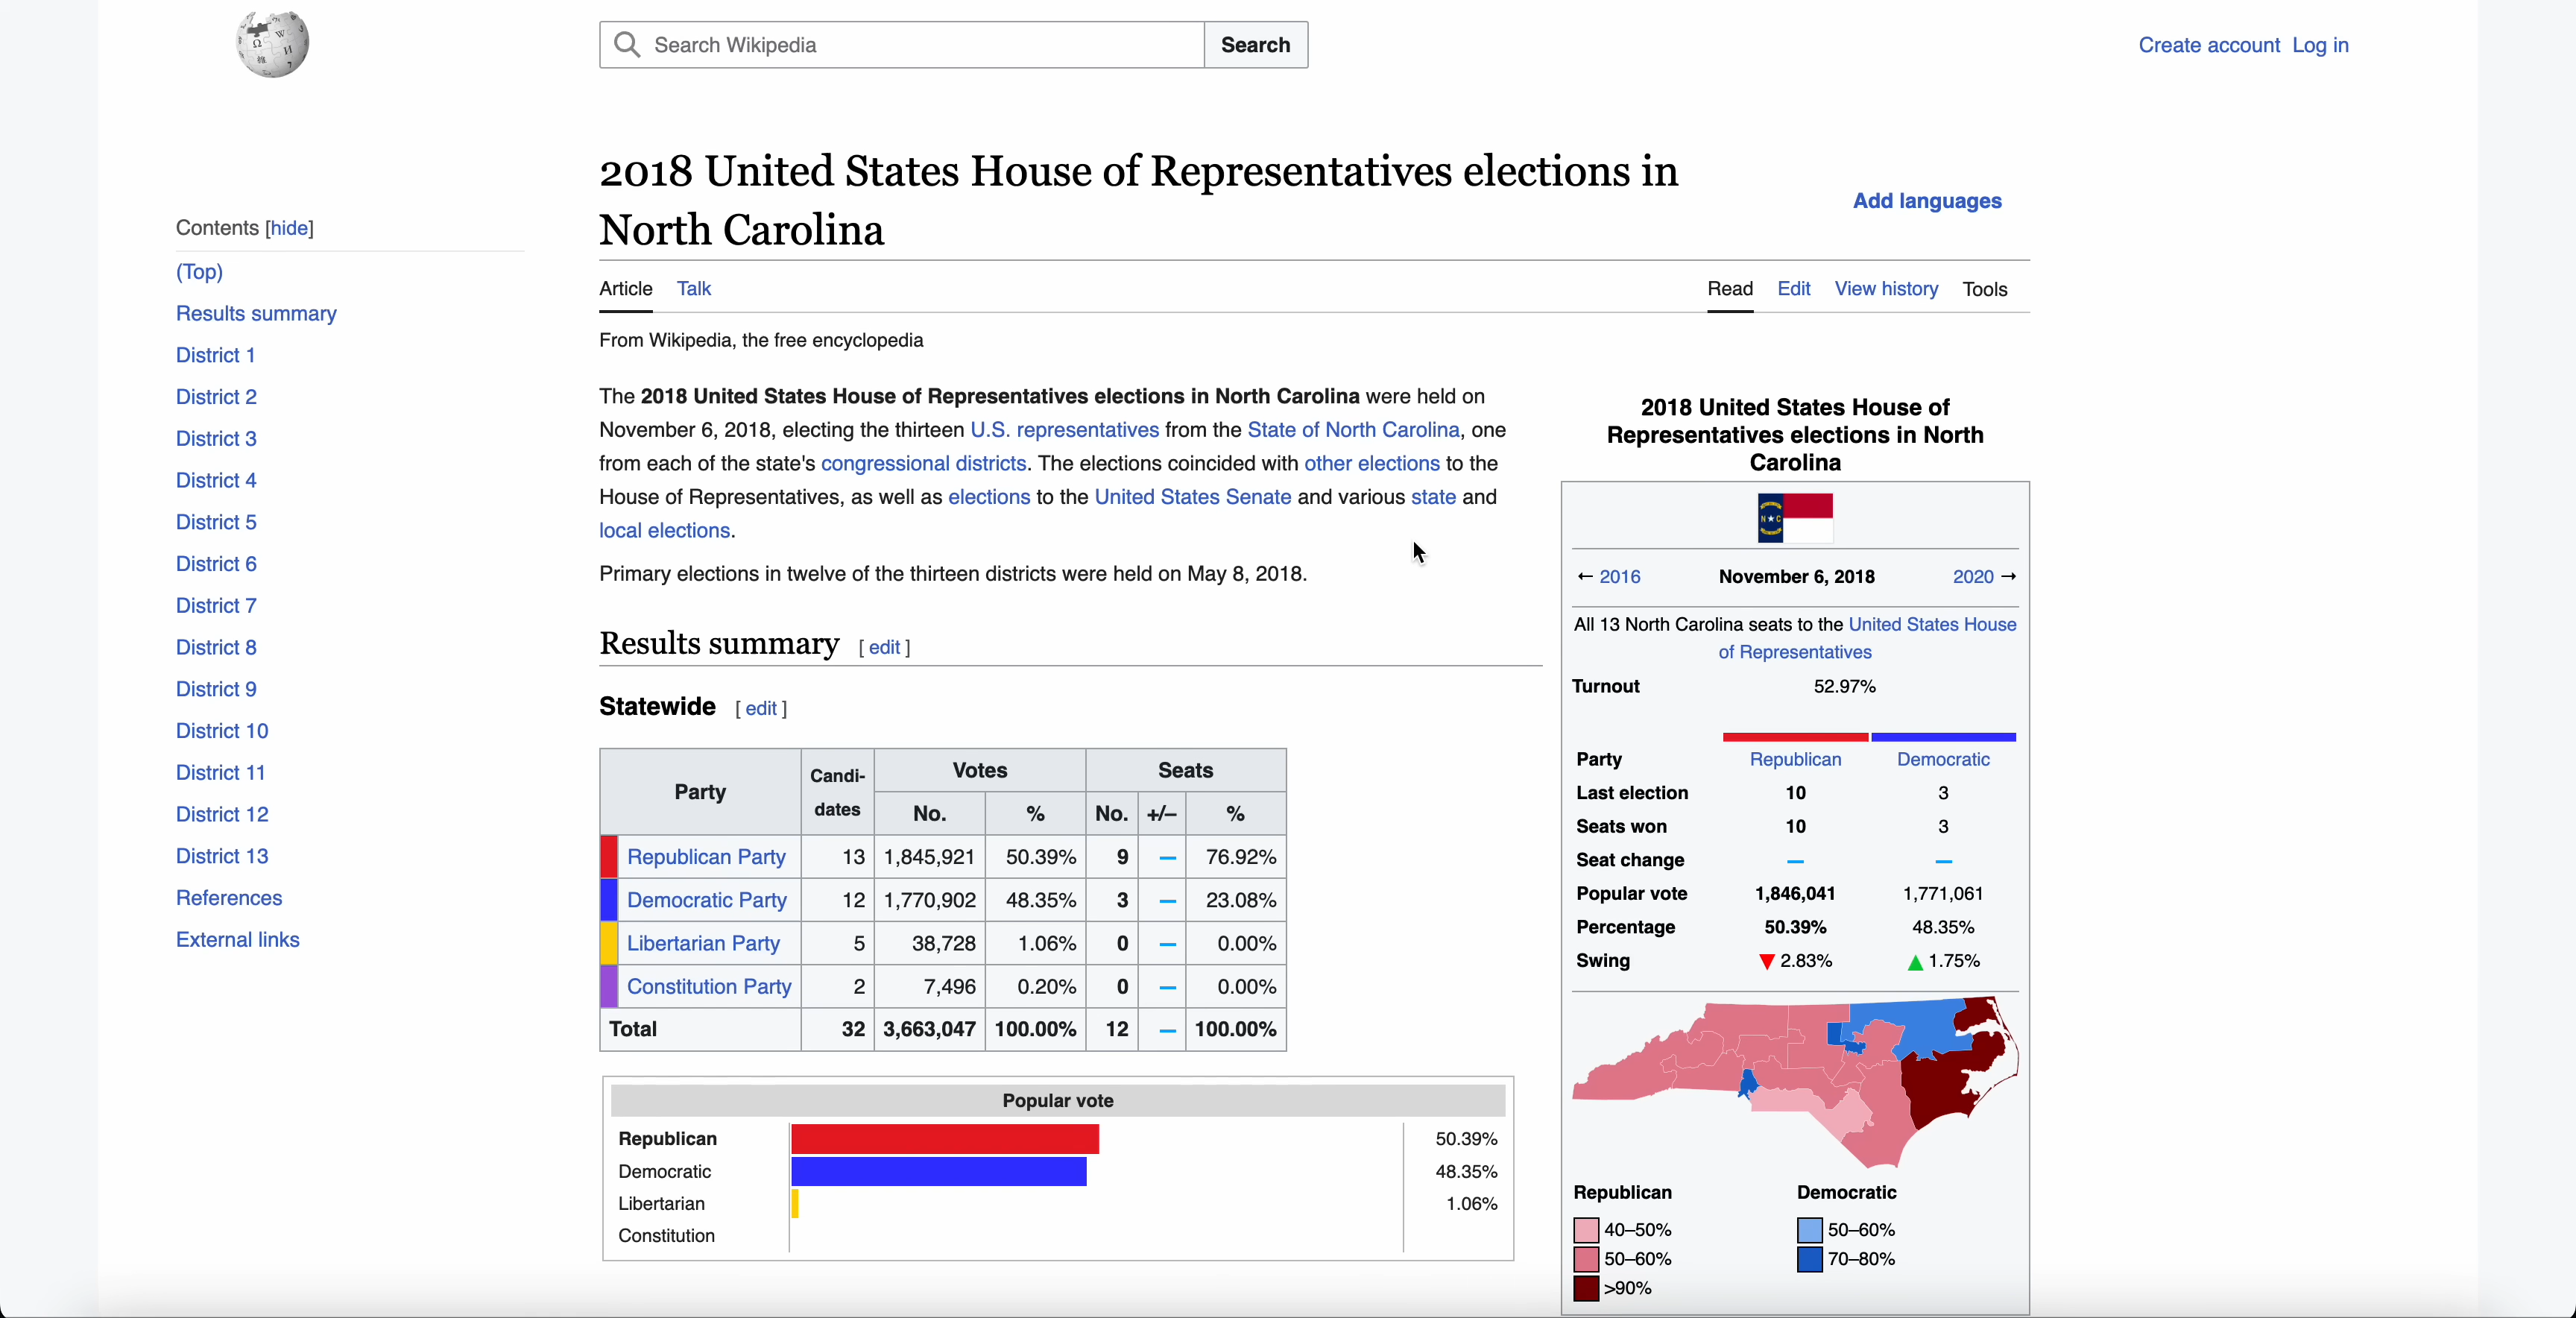 Search Wikipedia
Search
Create account Log in
2018 United States House of Representatives elections in
North Carolina
Add languages
Contents [hide]
(Top)
Results summary
District 1
District 2
District 3
District 4
District 5
District 6
District 7
District 8
District 9
District 10
District 11
District 12
District 13
References
External links
Article Talk
Read Edit View history Tools
From Wikipedia, the free encyclopedia
The 2018 United States House of Representatives elections in North Carolina were held on
November 6, 2018, electing the thirteen U.S. representatives from the State of North Carolina, one
from each of the state's congressional districts. The elections coincided with other elections to the
House of Representatives, as well as elections to the United States Senate and various state and
local elections.
Primary elections in twelve of the thirteen districts were held on May 8, 2018.
Results summary [ edit ]
Statewide [ edit ]
Party Candi- Votes Seats
dates No. % No. +/– %
Republican Party 13 1,845,921 50.39% 9 – 76.92%
Democratic Party 12 1,770,902 48.35% 3 – 23.08%
Libertarian Party 5 38,728 1.06% 0 – 0.00%
Constitution Party 2 7,496 0.20% 0 – 0.00%
Total 32 3,663,047 100.00% 12 – 100.00%
Popular vote
Republican 50.39%
Democratic 48.35%
Libertarian 1.06%
Constitution
2018 United States House of
Representatives elections in North
Carolina
N★C
← 2016 November 6, 2018 2020 →
All 13 North Carolina seats to the United States House
of Representatives
Turnout 52.97%
Party Republican Democratic
Last election 10 3
Seats won 10 3
Seat change – –
Popular vote 1,846,041 1,771,061
Percentage 50.39% 48.35%
Swing ▼ 2.83% ▲ 1.75%
Republican Democratic
40–50% 50–60%
50–60% 70–80%
>90%